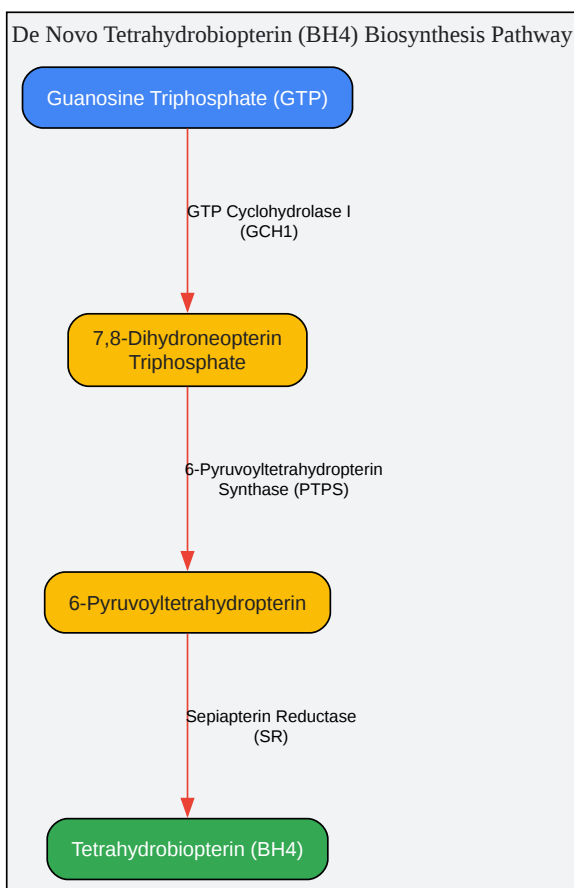 De Novo Tetrahydrobiopterin (BH4) Biosynthesis Pathway
Guanosine Triphosphate (GTP)
GTP Cyclohydrolase I
(GCH1)
7,8-Dihydroneopterin
Triphosphate
6-Pyruvoyltetrahydropterin
Synthase (PTPS)
6-Pyruvoyltetrahydropterin
Sepiapterin Reductase
(SR)
Tetrahydrobiopterin (BH4)